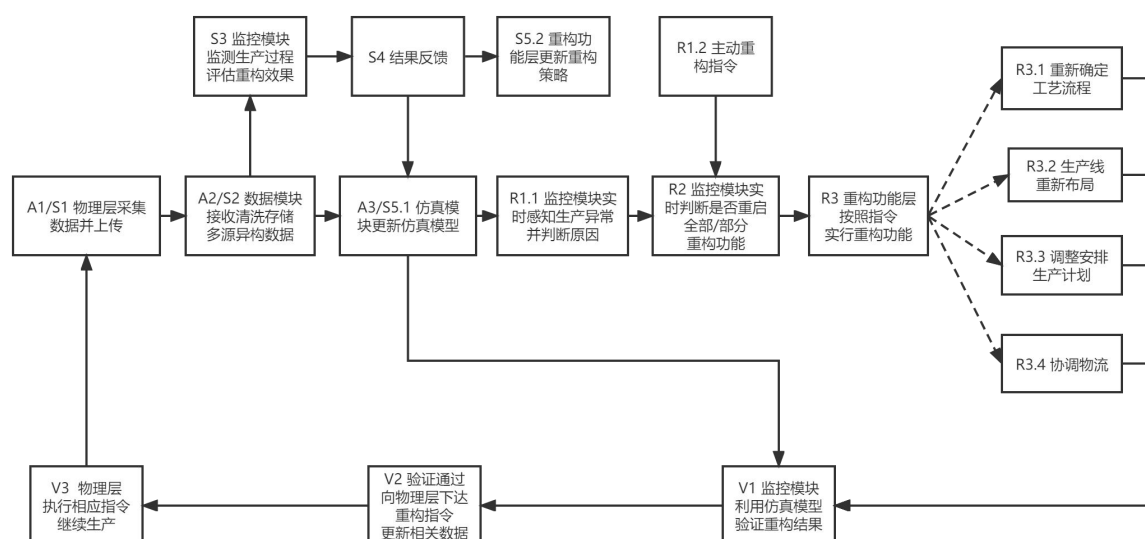 S3 监控模块
监测生产过程
评估重构效果
S4 结果反馈
S5.2 重构功
能层更新重构
策略
R1.2 主动重
构指令
R3.1 重新确定
工艺流程
A1/S1 物理层采集
数据并上传
A2/S2 数据模块
接收清洗存储
多源异构数据
A3/S5.1 仿真模
块更新仿真模型
R1.1 监控模块实
时感知生产异常
并判断原因
R2 监控模块实
时判断是否重启
全部/部分
重构功能
R3 重构功能层
按照指令
实行重构功能
R3.2 生产线
重新布局
R3.3 调整安排
生产计划
R3.4 协调物流
V3 物理层
执行相应指令
继续生产
V2 验证通过
向物理层下达
重构指令
更新相关数据
V1 监控模块
利用仿真模型
验证重构结果